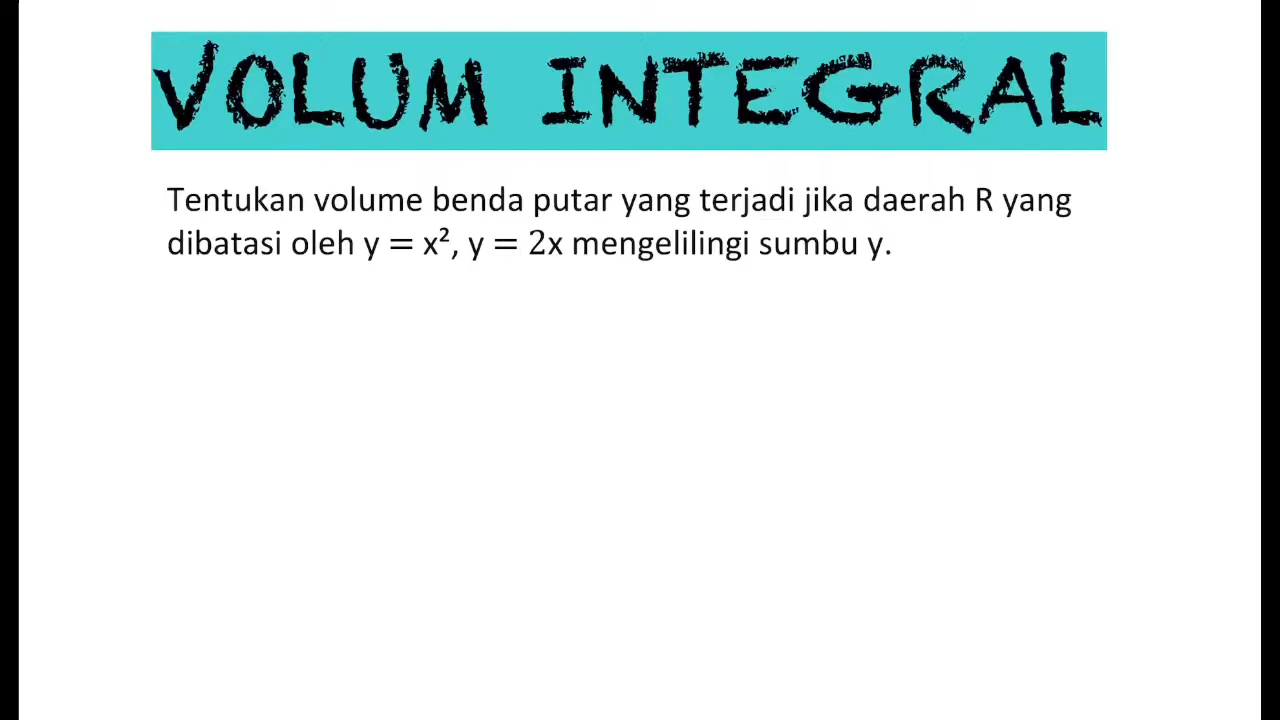 VOLUM INTEGRAL
Tentukan volume benda putar yang terjadi jika daerah R yang
dibatasi oleh y = x², y = 2x mengelilingi sumbu y.